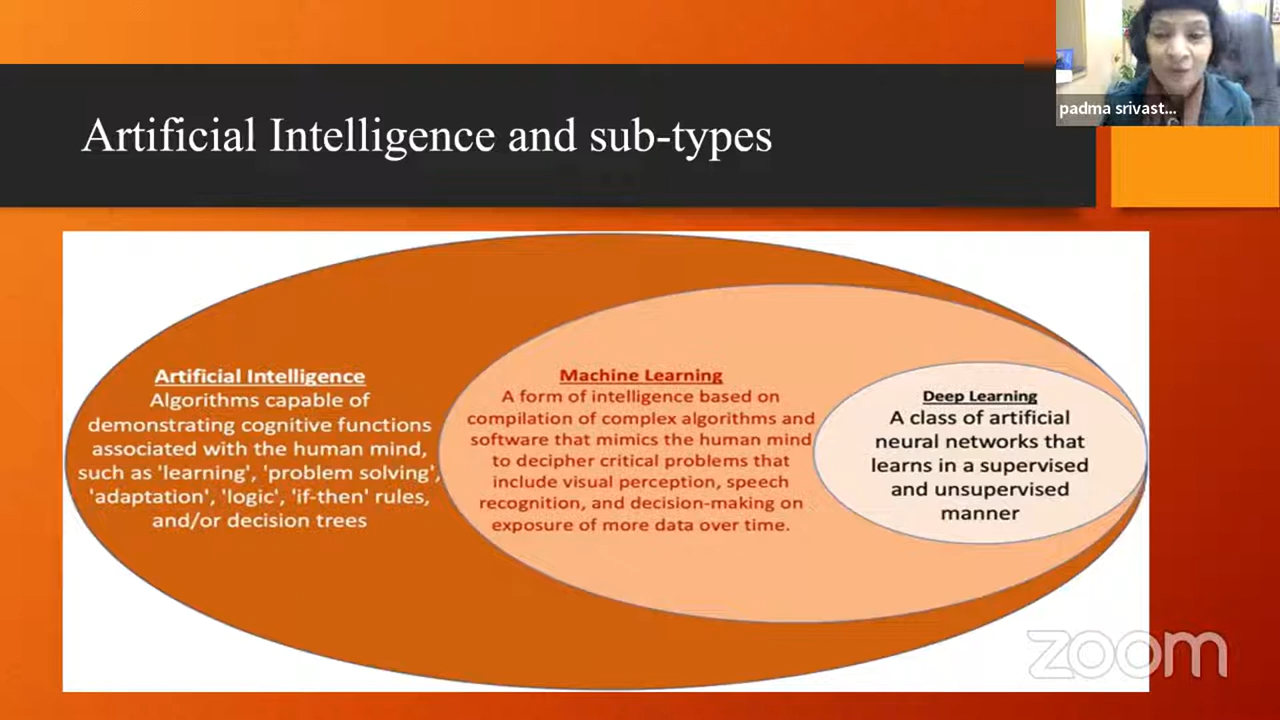 padma srivast...
Artificial Intelligence and sub-types
Artificial Intelligence
Algorithms capable of
demonstrating cognitive functions
associated with the human mind,
such as 'learning', 'problem solving',
'adaptation', 'logic', 'if-then' rules,
and/or decision trees
Machine Learning
A form of intelligence based on
compilation of complex algorithms and
software that mimics the human mind
to decipher critical problems that
include visual perception, speech
recognition, and decision-making on
exposure of more data over time.
Deep Learning
A class of artificial
neural networks that
learns in a supervised
and unsupervised
manner
zoom